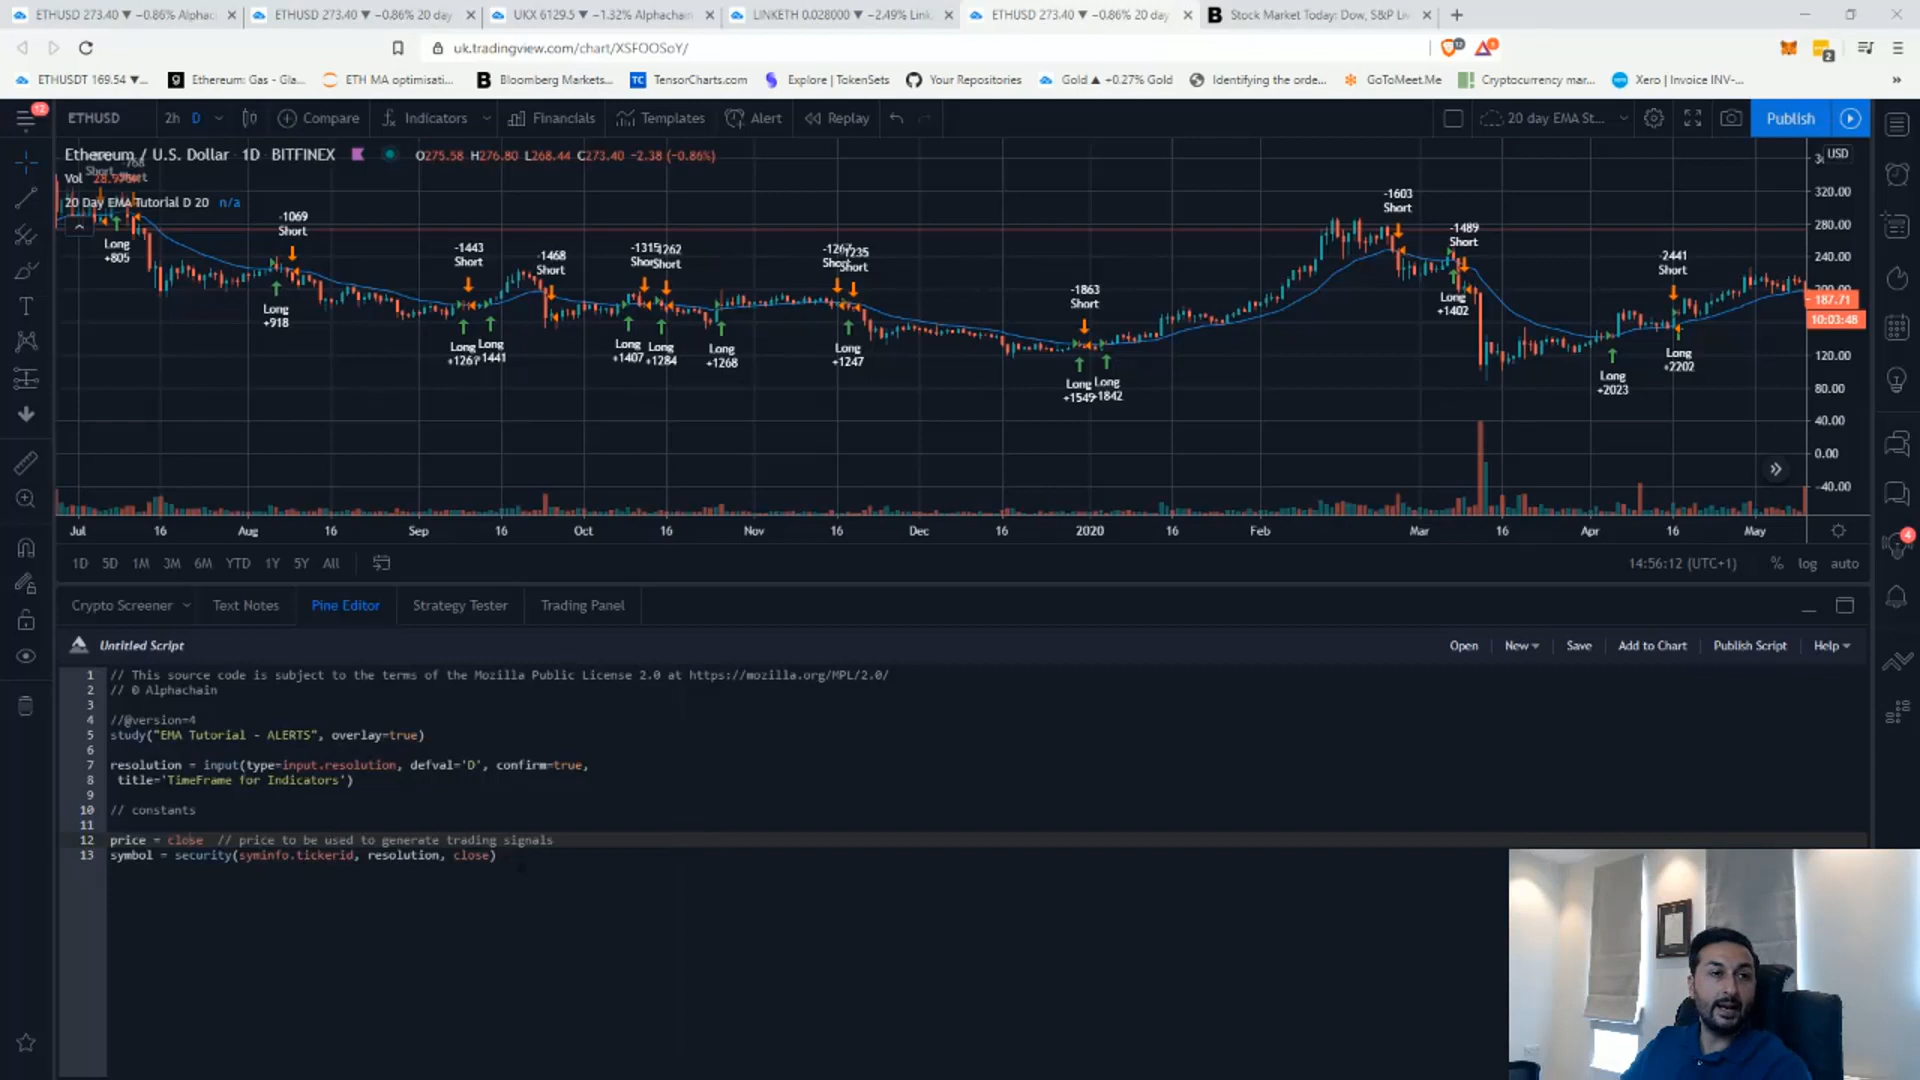 ETHUSD 273.40 ▼ −0.86% Alphac
ETHUSD 273.40 ▼ −0.86% 20 day
UKX 6129.5 ▼ −1.32% Alphachain
LINKETH 0.028000 ▼ −2.49% Link
ETHUSD 273.40 ▼ −0.86% 20 day
Stock Market Today: Dow, S&P Li
uk.tradingview.com/chart/XSFOOSoY/
ETHUSDT 169.54 ▼...
Ethereum: Gas - Gla...
ETH MA optimisati...
Bloomberg Markets...
TensorCharts.com
Explore | TokenSets
Your Repositories
Gold ▲ +0.27% Gold
Identifying the orde...
GoToMeet.Me
Cryptocurrency mar...
Xero | Invoice INV-...
12
ETHUSD
2h D
Compare
Indicators
Financials
Templates
Alert
Replay
20 day EMA St...
Publish
Ethereum / U.S. Dollar 1D BITFINEX
O275.58 H276.80 L268.44 C273.40 −2.38 (−0.86%)
Vol
20 Day EMA Tutorial D 20 n/a
USD
320.00
280.00
240.00
120.00
80.00
40.00
0.00
−40.00
187.71
10:03:48
Long
+805
-1069
Short
Long
+918
-1443
Short
Long
Long
1441
-1468
Short
-1315
Long
+1407
-1262
Short
Long
+1284
Long
+1268
1235
Short
Long
+1247
-1863
Short
Long
+1549
Long
+1842
-1603
Short
-1489
Short
Long
+1402
Long
+2023
-2441
Short
Long
+2202
Jul 16 Aug 16 Sep 16 Oct 16 Nov 16 Dec 16 2020 16 Feb Mar 16 Apr 16 May
1D 5D 1M 3M 6M YTD 1Y 5Y All
14:56:12 (UTC+1)
% log auto
4
Crypto Screener
Text Notes
Pine Editor
Strategy Tester
Trading Panel
Untitled Script
Open
New
Save
Add to Chart
Publish Script
Help
1 // This source code is subject to the terms of the Mozilla Public License 2.0 at https://mozilla.org/MPL/2.0/
2 // © Alphachain
3
4 //@version=4
5 study("EMA Tutorial - ALERTS", overlay=true)
6
7 resolution = input(type=input.resolution, defval='D', confirm=true,
8 title='TimeFrame for Indicators')
9
10 // constants
11
12 price = close // price to be used to generate trading signals
13 symbol = security(syminfo.tickerid, resolution, close)